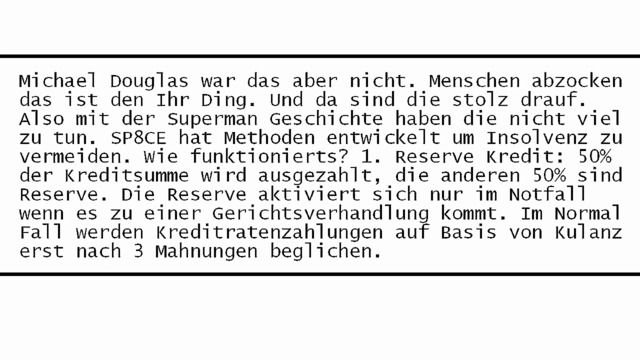 Michael Douglas war das aber nicht. Menschen abzocken
das ist den Ihr Ding. Und da sind die stolz drauf.
Also mit der Superman Geschichte haben die nicht viel
zu tun. SP8CE hat Methoden entwickelt um Insolvenz zu
vermeiden. Wie funktionierts? 1. Reserve Kredit: 50%
der Kreditsumme wird ausgezahlt, die anderen 50% sind
Reserve. Die Reserve aktiviert sich nur im Notfall
wenn es zu einer Gerichtsverhandlung kommt. Im Normal
Fall werden Kreditratenzahlungen auf Basis von Kulanz
erst nach 3 Mahnungen beglichen.